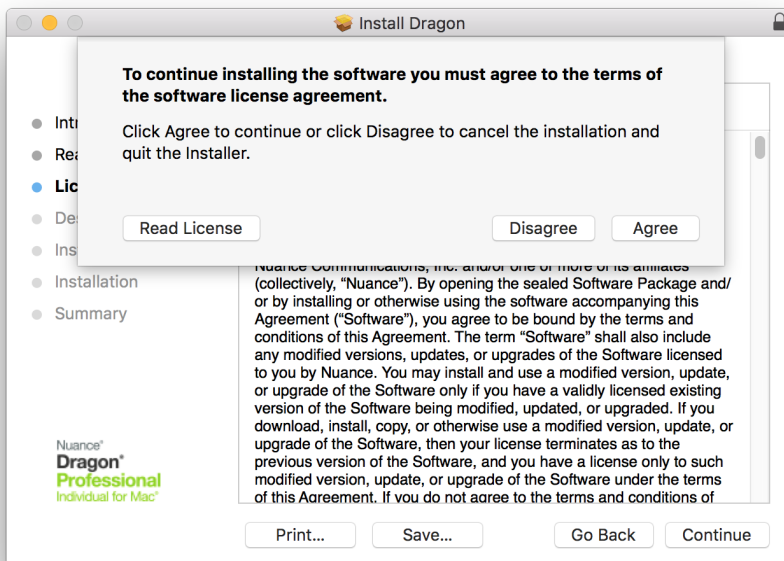 Install Dragon
To continue installing the software you must agree to the terms of
the software license agreement.
Click Agree to continue or click Disagree to cancel the installation and
quit the Installer.
Read License
Disagree
Agree
Lic
Ins
Installation
Summary
Nuance Communications, Inc. and/or one or more of its affiliates
(collectively, “Nuance”). By opening the sealed Software Package and/
or by installing or otherwise using the software accompanying this
Agreement (“Software”), you agree to be bound by the terms and
conditions of this Agreement. The term “Software” shall also include
any modified versions, updates, or upgrades of the Software licensed
to you by Nuance. You may install and use a modified version, update,
or upgrade of the Software only if you have a validly licensed existing
version of the Software being modified, updated, or upgraded. If you
download, install, copy, or otherwise use a modified version, update, or
upgrade of the Software, then your license terminates as to the
previous version of the Software, and you have a license only to such
modified version, update, or upgrade of the Software under the terms
of this Agreement. If you do not agree to the terms and conditions of
Nuance®
Dragon®
Professional
Individual for Mac®
Print...
Save...
Go Back
Continue